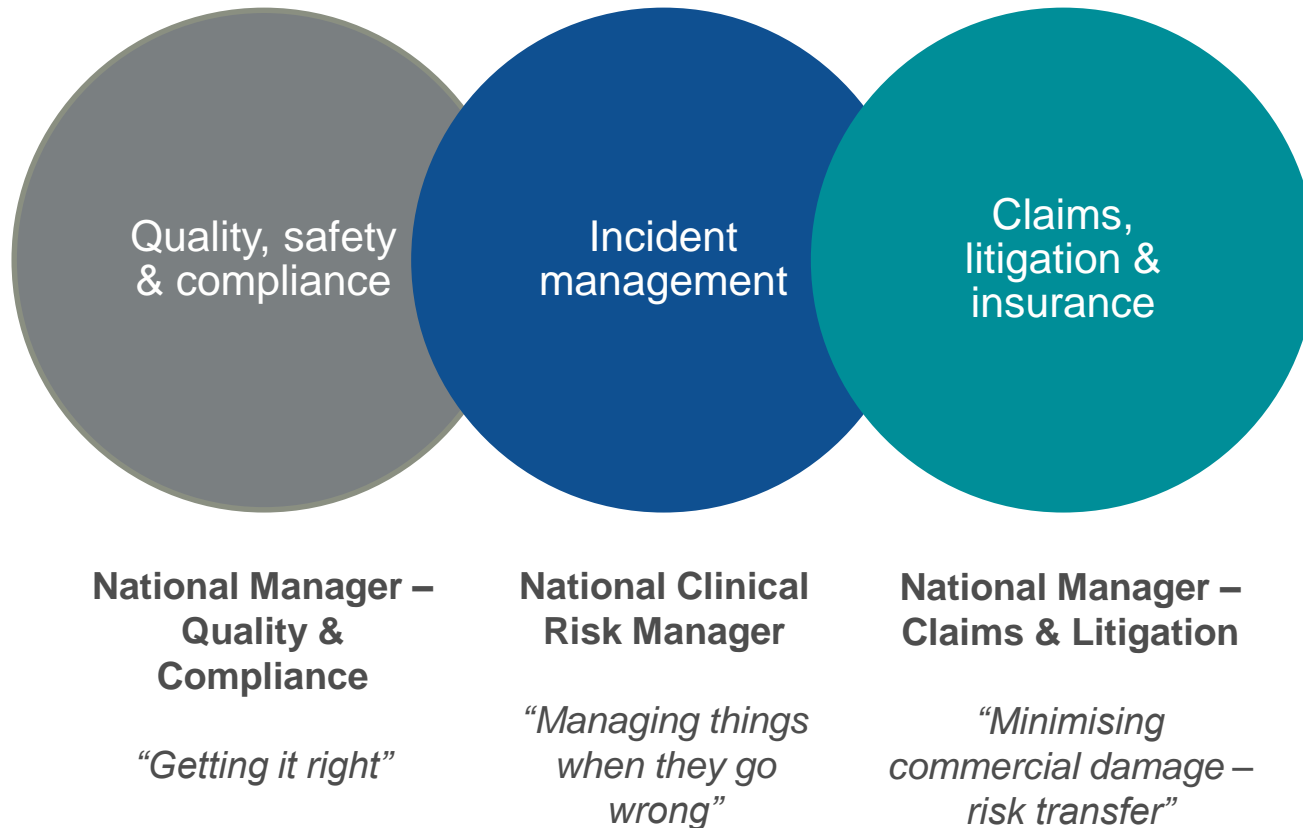 Quality, safety
& compliance
Incident
management
Claims,
litigation &
insurance
National Manager –
Quality &
Compliance
“Getting it right”
National Clinical
Risk Manager
“Managing things
when they go
wrong”
National Manager –
Claims & Litigation
“Minimising
commercial damage –
risk transfer”